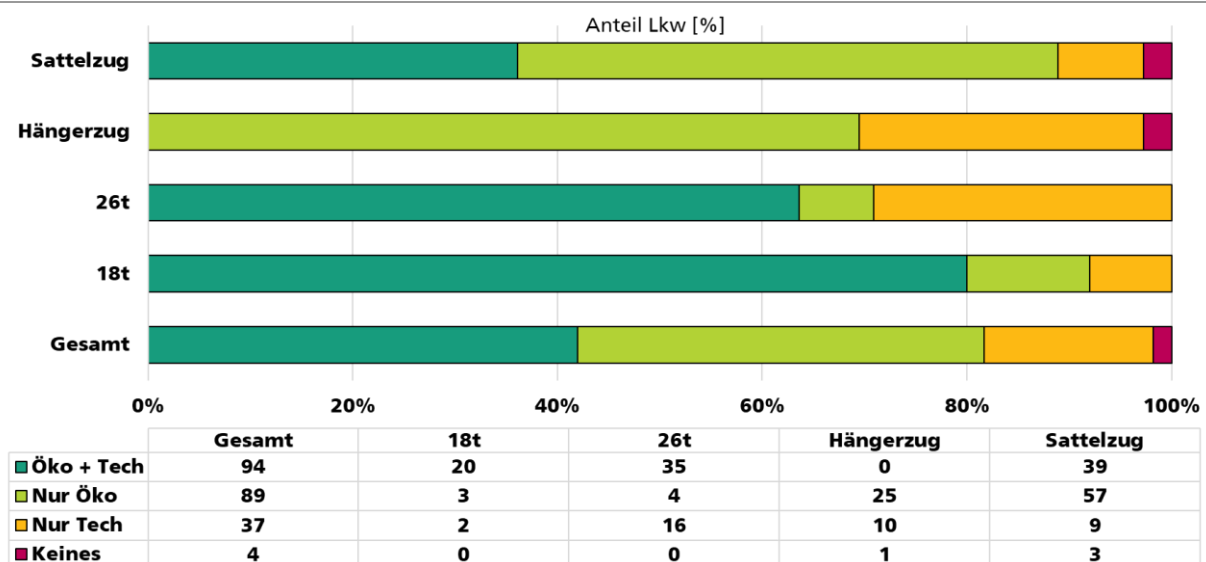 Anteil Lkw [%]
Sattelzug
Hängerzug
26t
18t
Gesamt
0% 20% 40% 60% 80% 100%
Gesamt 18t 26t Hängerzug Sattelzug
Öko + Tech 94 20 35 0 39
Nur Öko 89 3 4 25 57
Nur Tech 37 2 16 10 9
Keines 4 0 0 1 3